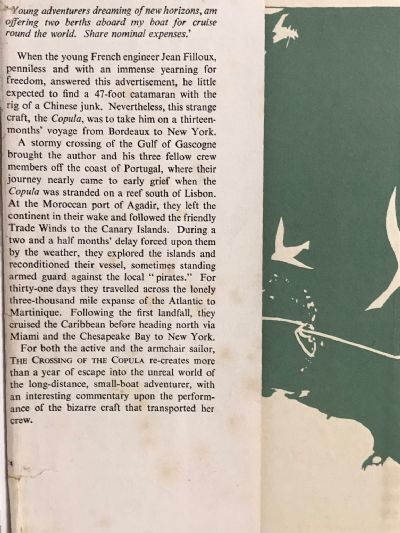 'Young adventurers dreaming of new horizons, am
offering two berths aboard my boat for cruise
round the world. Share nominal expenses.'
When the young French engineer Jean Filloux,
penniless and with an immense yearning for
freedom, answered this advertisement, he little
expected to find a 47-foot catamaran with the
rig of a Chinese junk. Nevertheless, this strange
craft, the Copula, was to take him on a thirteen-
months' voyage from Bordeaux to New York.
A stormy crossing of the Gulf of Gascogne
brought the author and his three fellow crew
members off the coast of Portugal, where their
journey nearly came to early grief when the
Copula was stranded on a reef south of Lisbon.
At the Moroccan port of Agadir, they left the
continent in their wake and followed the friendly
Trade Winds to the Canary Islands. During a
two and a half months' delay forced upon them
by the weather, they explored the islands and
reconditioned their vessel, sometimes standing
armed guard against the local "pirates." For
thirty-one days they travelled across the lonely
three-thousand mile expanse of the Atlantic to
Martinique. Following the first landfall, they
cruised the Caribbean before heading north via
Miami and the Chesapeake Bay to New York.
For both the active and the armchair sailor,
THE CROSSING OF THE COPULA re-creates more
than a year of escape into the unreal world of
the long-distance, small-boat adventurer, with
an interesting commentary upon the perform-
ance of the bizarre craft that transported her
crew.